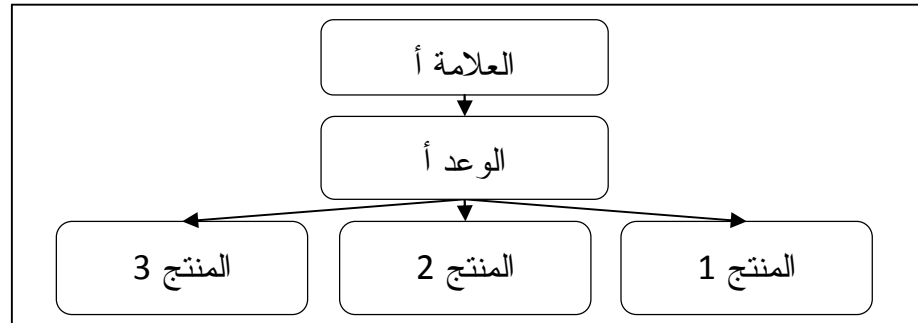 العلامة أ
الوعد أ
المنتج 1
المنتج 2
المنتج 3